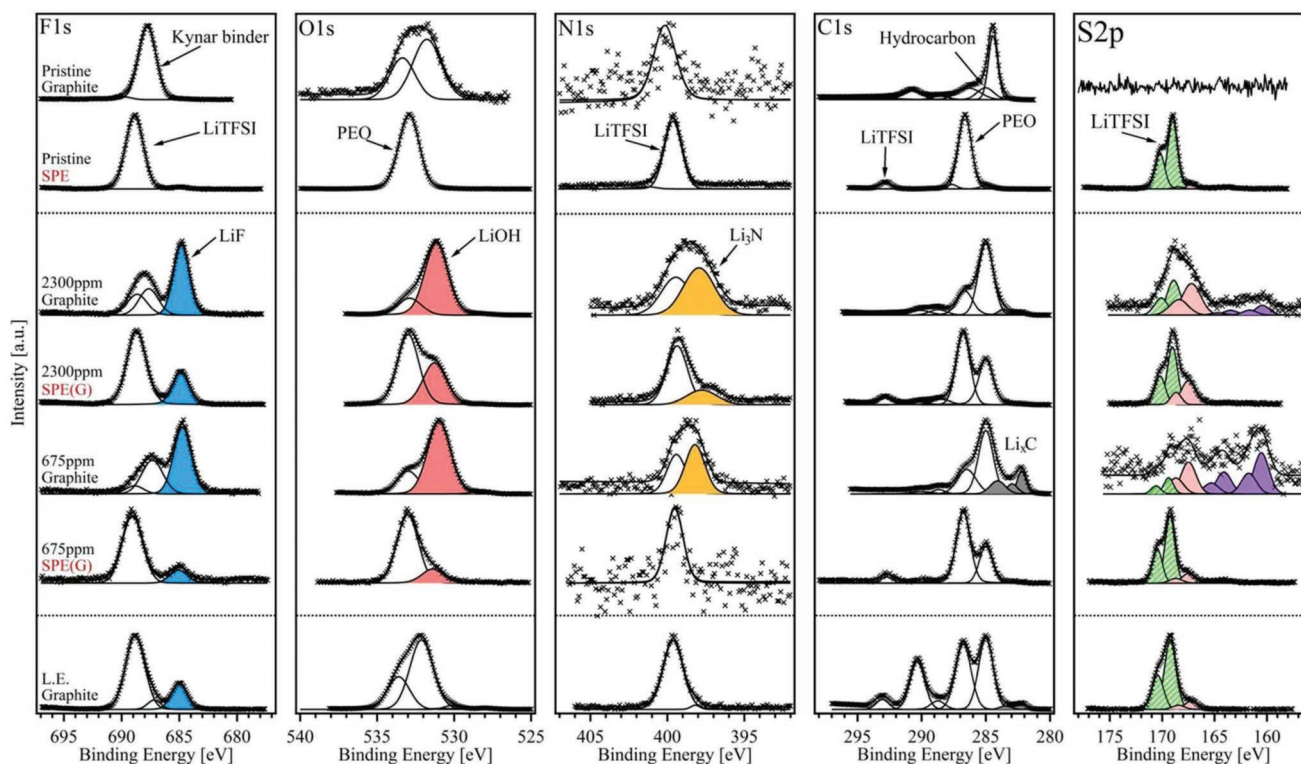 F1s
O1s
N1s
C1s
S2p
Kynar binder
Hydrocarbon
Pristine
Graphite
LiTFSI
PEO
LiTFSI
LiTFSI
PEO
LiTFSI
Pristine
SPE
LiF
LiOH
Li₃N
2300ppm
Graphite
2300ppm
SPE(G)
LiₓC
675ppm
Graphite
675ppm
SPE(G)
L.E.
Graphite
Intensity [a.u.]
695 690 685 680
540 535 530 525
405 400 395
295 290 285 280
175 170 165 160
Binding Energy [eV]
Binding Energy [eV]
Binding Energy [eV]
Binding Energy [eV]
Binding Energy [eV]